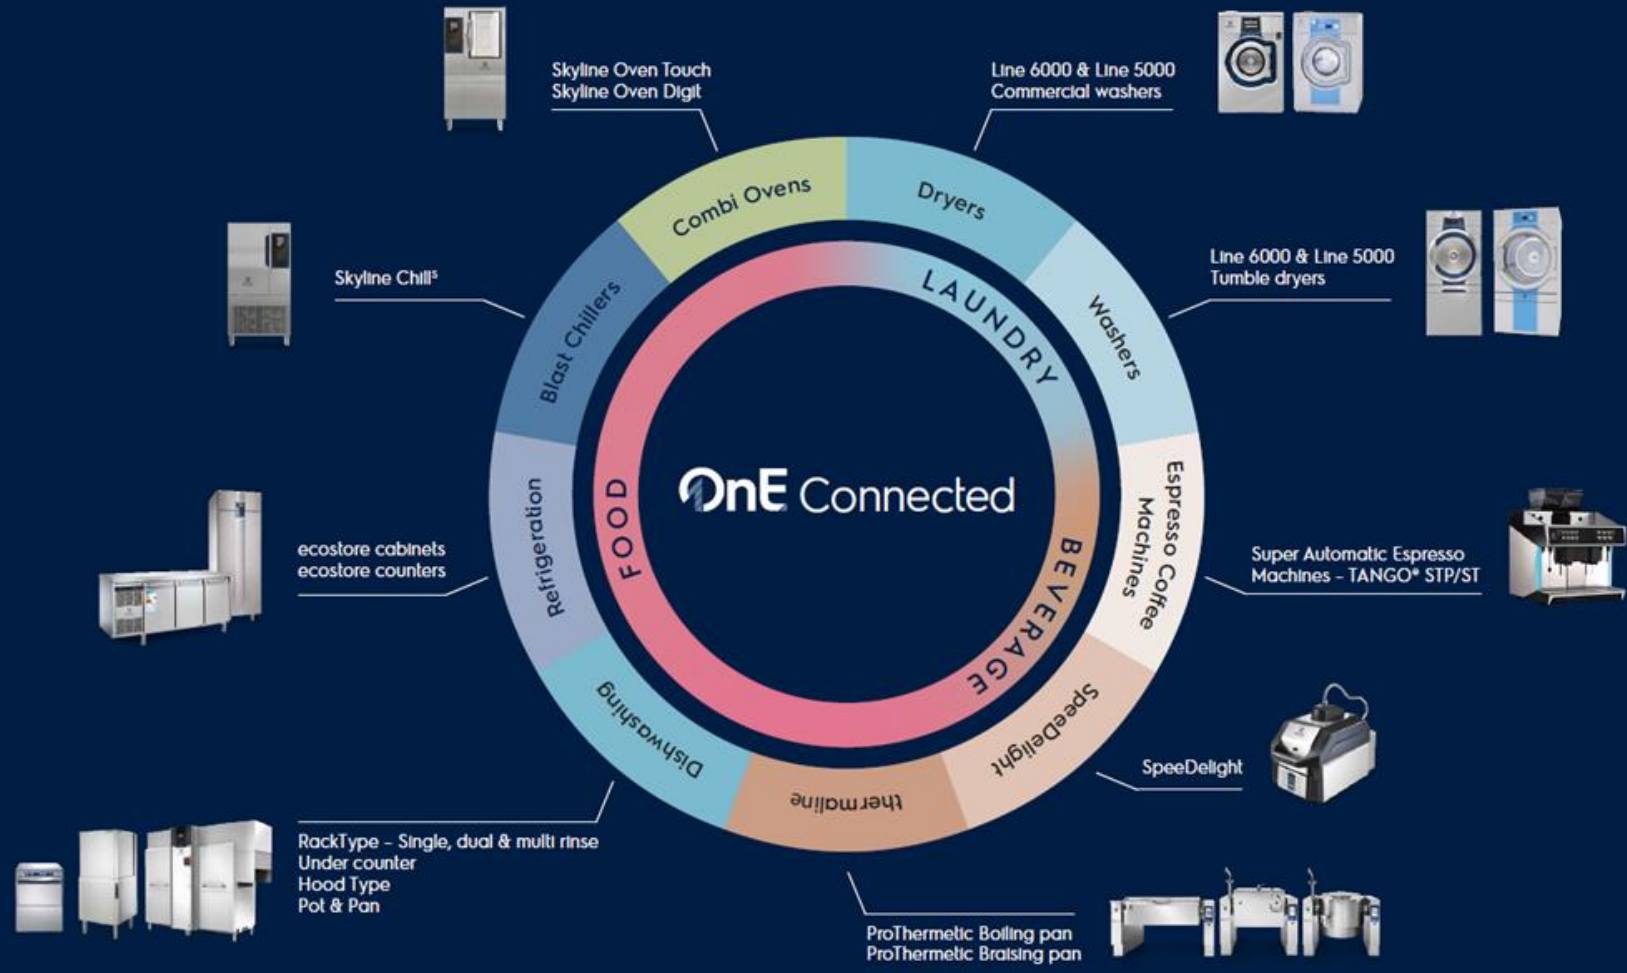 Skyline Oven Touch
Skyline Oven Digit
Line 6000 & Line 5000
Commercial washers
Combi Ovens
Dryers
Skyline Chillˢ
Blast Chillers
LAUNDRY
Washers
Line 6000 & Line 5000
Tumble dryers
OnE Connected
FOOD
Refrigeration
ecostore cabinets
ecostore counters
BEVERAGE
Espresso Coffee
Machines
Super Automatic Espresso
Machines – TANGO® STP/ST
Dishwashing
SpeeDelight
SpeeDelight
thermaline
RackType – Single, dual & multi rinse
Under counter
Hood Type
Pot & Pan
ProThermetic Boiling pan
ProThermetic Braising pan